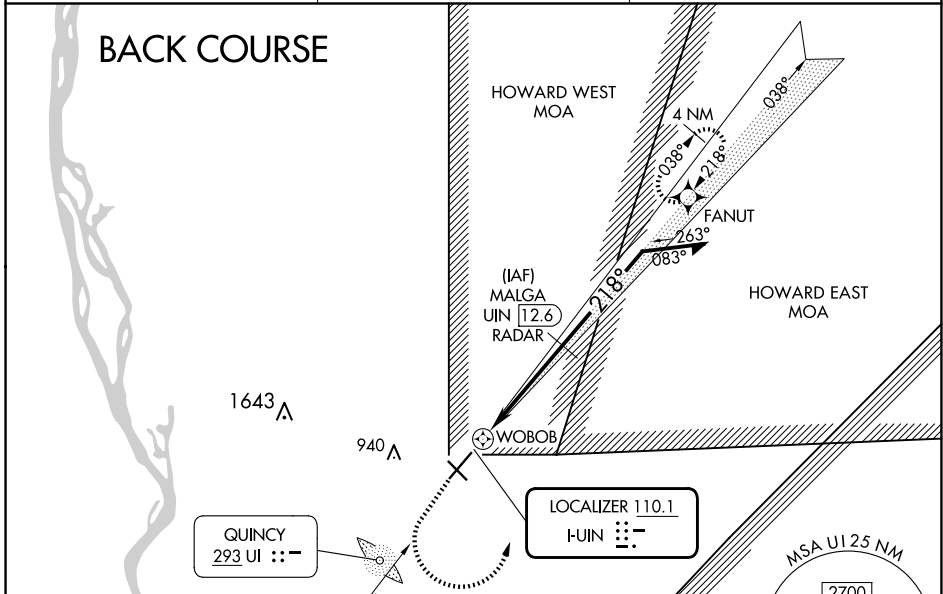 BACK COURSE
HOWARD WEST
MOA
038°
4 NM
038°
218°
FANUT
263°
083°
(IAF)
MALGA
UIN 12.6
RADAR
218°
HOWARD EAST
MOA
1643
940
WOBOB
LOCALIZER 110.1
I-UIN
QUINCY
293 UI
MSA UI 25 NM
2700